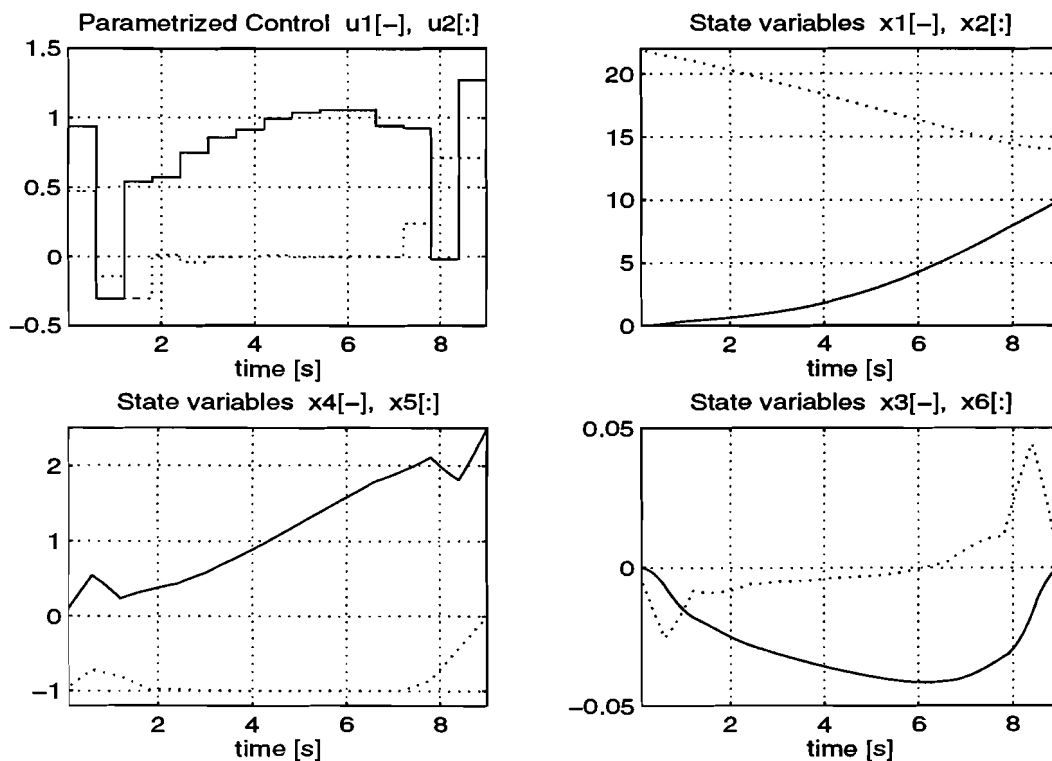 Parametrized Control u1[−], u2[:]
1.5
1
0.5
0
−0.5
2 4 6 8
time [s]
State variables x1[−], x2[:]
20
15
10
5
0
2 4 6 8
time [s]
State variables x4[−], x5[:]
2
1
0
−1
2 4 6 8
time [s]
State variables x3[−], x6[:]
0.05
0
−0.05
2 4 6 8
time [s]